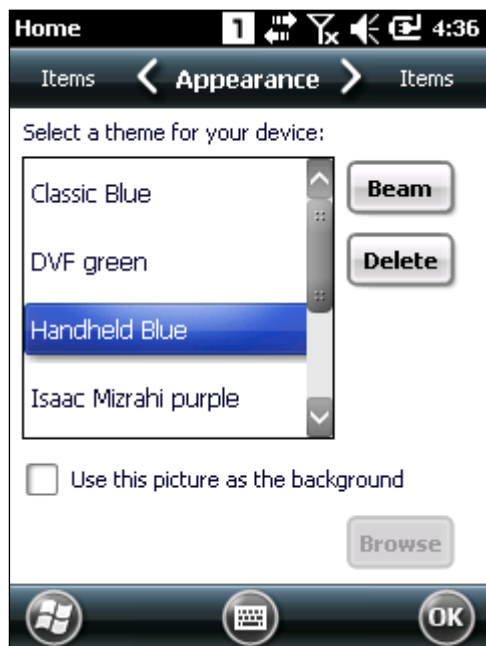 Home 1 4:36
Items Appearance Items
Select a theme for your device:
Classic Blue
Beam
DVF green
Delete
Handheld Blue
Isaac Mizrahi purple
Use this picture as the background
Browse
OK